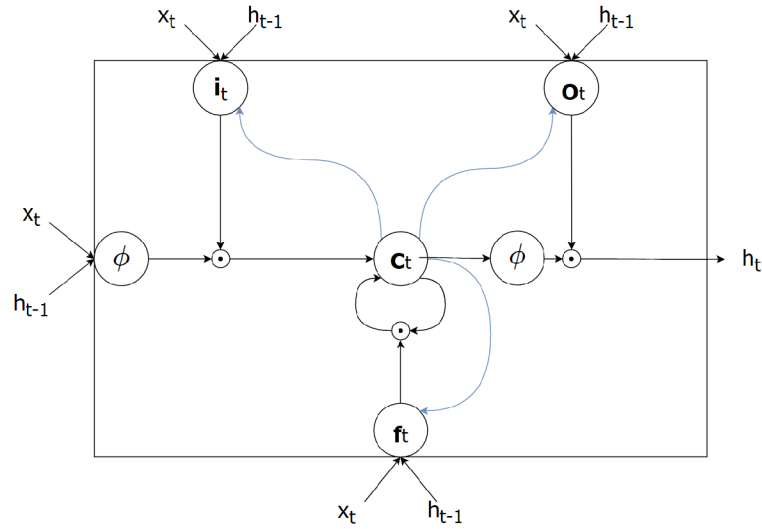 xₜ hₜ₋₁ xₜ hₜ₋₁
iₜ oₜ
xₜ
ϕ cₜ ϕ hₜ
hₜ₋₁
fₜ
xₜ hₜ₋₁